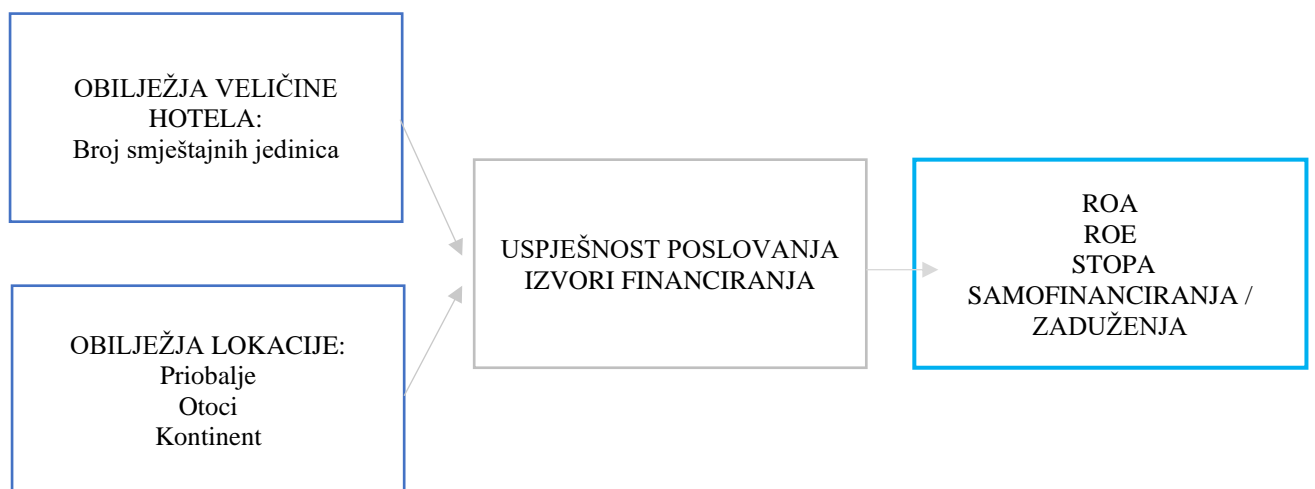 OBILJEŽJA VELIČINE
HOTELA:
Broj smještajnih jedinica
OBILJEŽJA LOKACIJE:
Priobalje
Otoci
Kontinent
USPJEŠNOST POSLOVANJA
IZVORI FINANCIRANJA
ROA
ROE
STOPA
SAMOFINANCIRANJA /
ZADUŽENJA